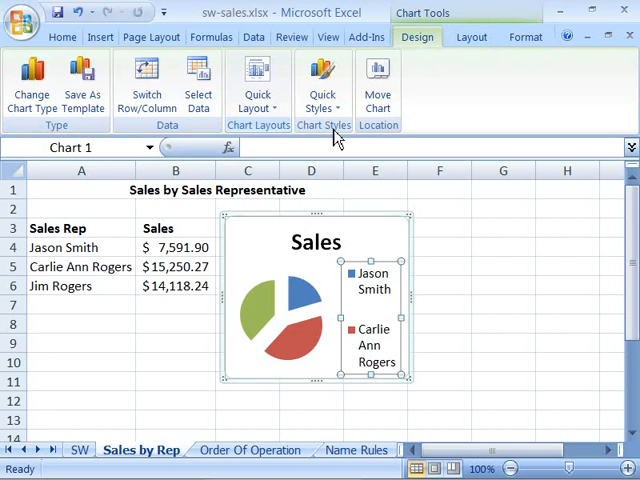 sw-sales.xlsx - Microsoft Excel
Chart Tools
Home Insert Page Layout Formulas Data Review View Add-Ins Design Layout Format
Change Chart Type
Save As Template
Switch Row/Column
Select Data
Quick Layout
Quick Styles
Move Chart
Type Data Chart Layouts Chart Styles Location
Chart 1
fx
A B C D E F G H
1 Sales by Sales Representative
2
3 Sales Rep Sales
4 Jason Smith $ 7,591.90
5 Carlie Ann Rogers $15,250.27
6 Jim Rogers $14,118.24
7
8
9
10
11
12
13
14
Sales
Jason
Smith
Carlie
Ann
Rogers
SW Sales by Rep Order Of Operation Name Rules
Ready 100%